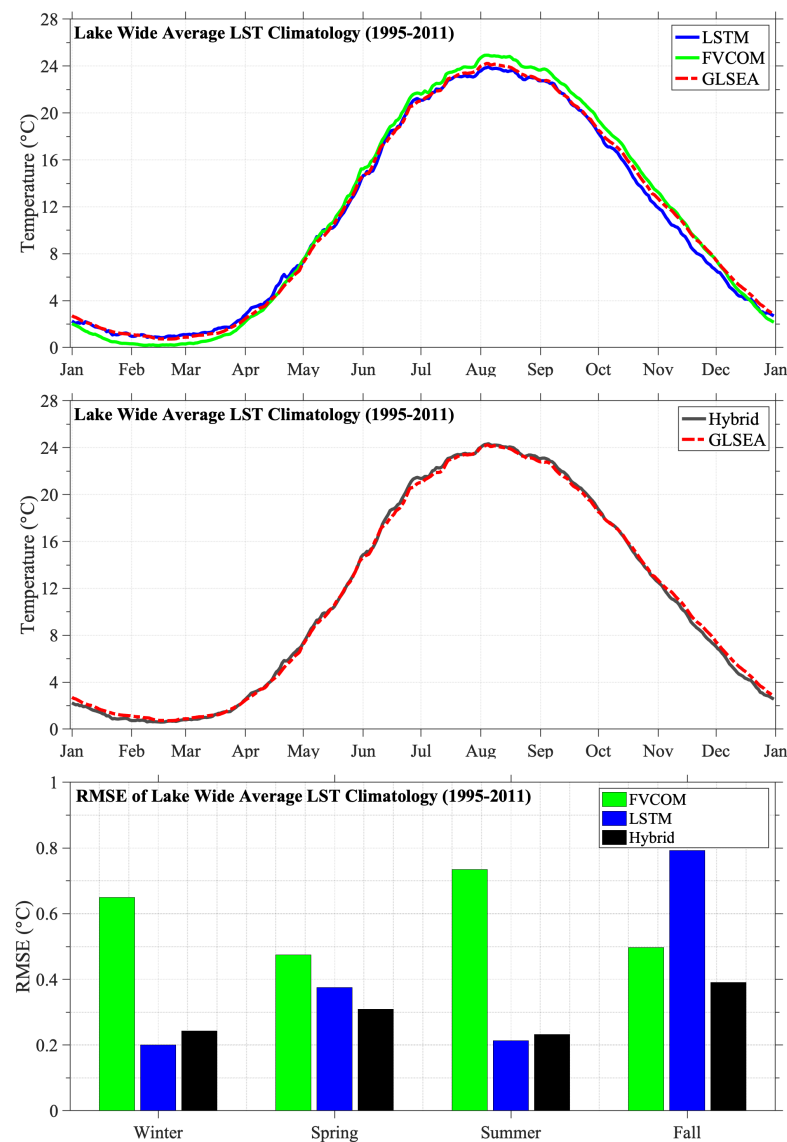 Lake Wide Average LST Climatology (1995-2011)
LSTM
FVCOM
GLSEA
Temperature (°C)
28
24
20
16
12
8
4
0
Jan Feb Mar Apr May Jun Jul Aug Sep Oct Nov Dec Jan
Lake Wide Average LST Climatology (1995-2011)
Hybrid
GLSEA
Temperature (°C)
28
24
20
16
12
8
4
0
Jan Feb Mar Apr May Jun Jul Aug Sep Oct Nov Dec Jan
RMSE of Lake Wide Average LST Climatology (1995-2011)
FVCOM
LSTM
Hybrid
RMSE (°C)
1
0.8
0.6
0.4
0.2
0
Winter Spring Summer Fall